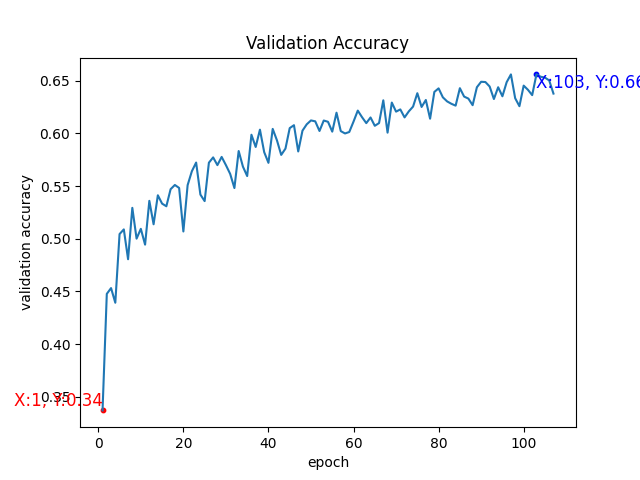 Validation Accuracy
validation accuracy
0.65
0.60
0.55
0.50
0.45
0.40
0.35
X:103, Y:0.66
X:1, Y:0.34
0
20
40
60
80
100
epoch